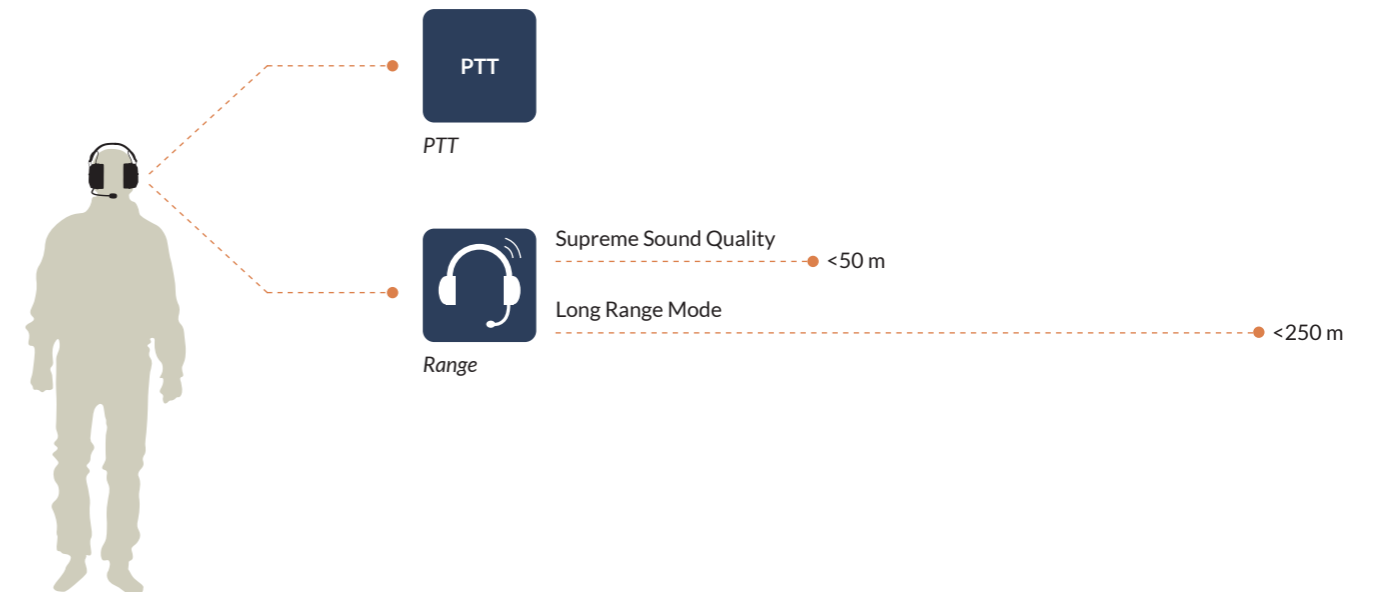 PTT
PTT
Supreme Sound Quality
<50 m
Long Range Mode
<250 m
Range